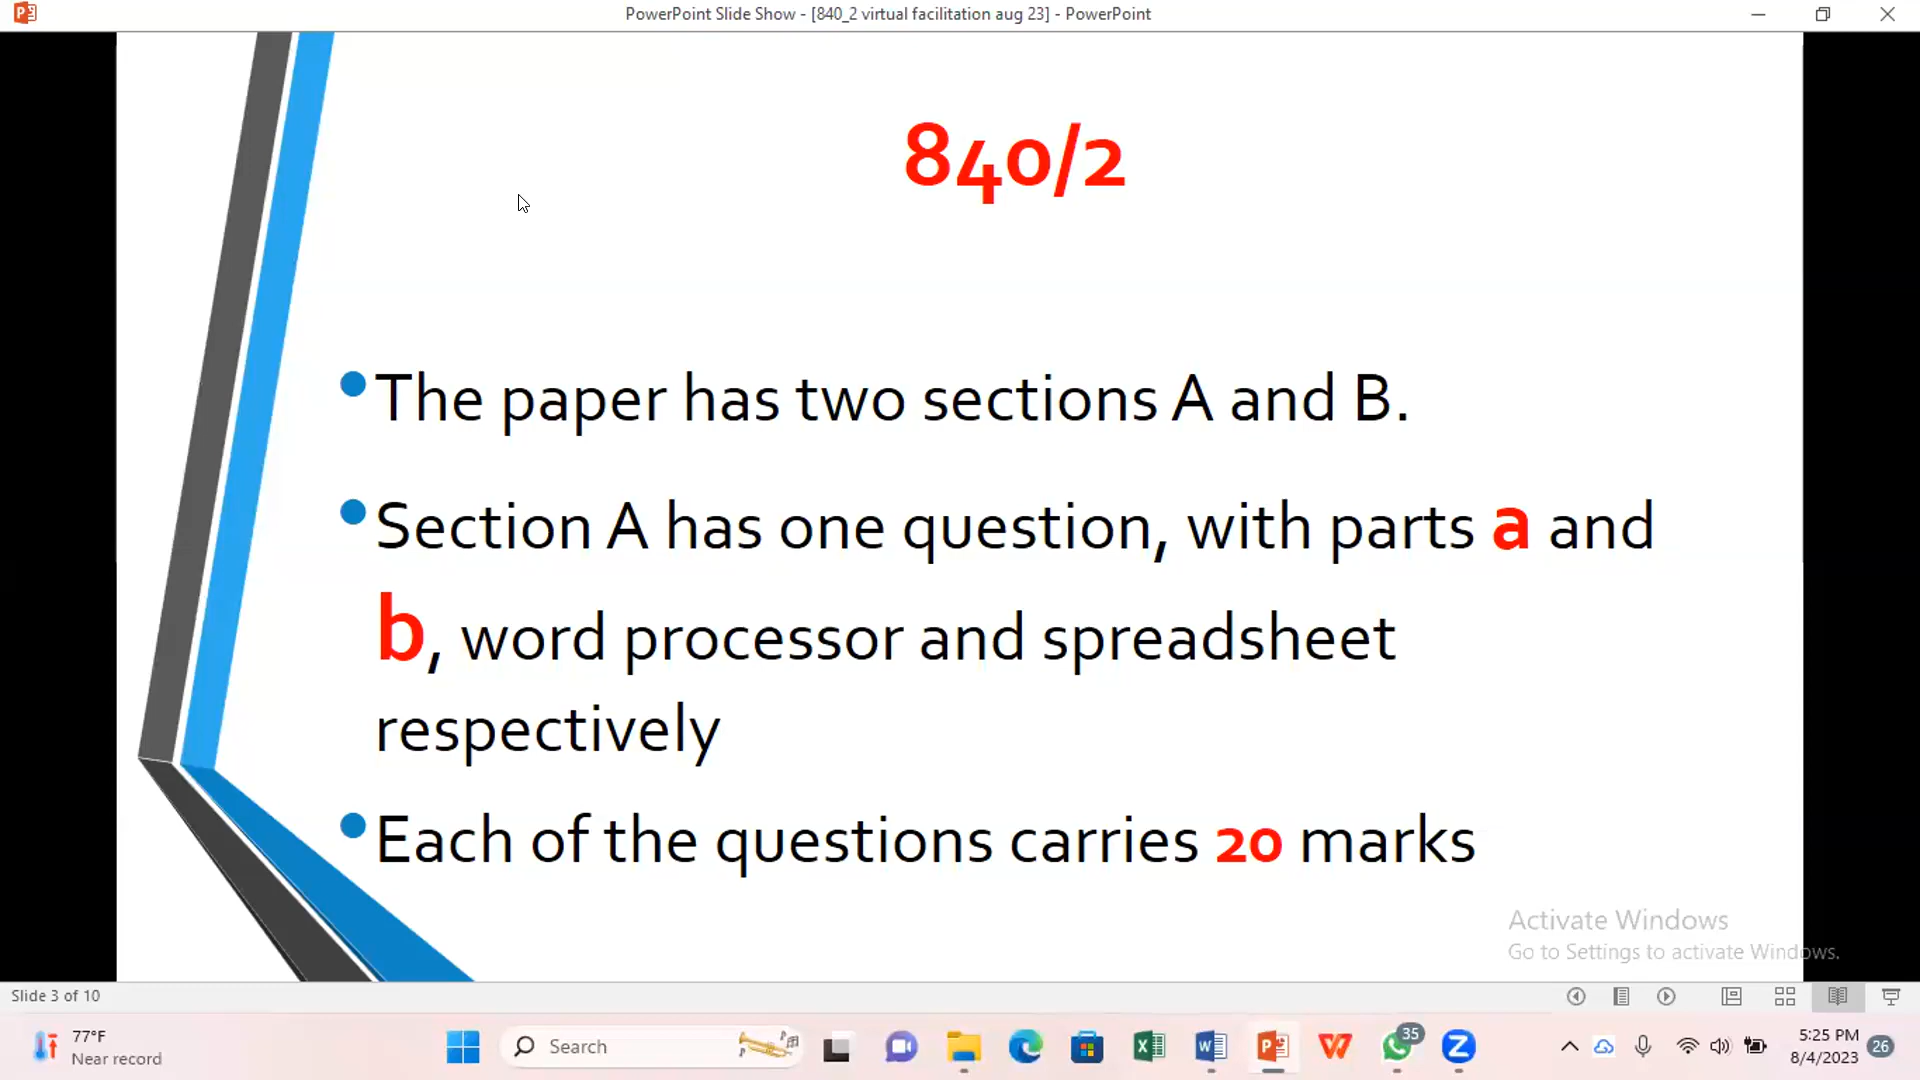 PowerPoint Slide Show - [840_2 virtual facilitation aug 23] - PowerPoint
840/2
•The paper has two sections A and B.
•Section A has one question, with parts a and
b, word processor and spreadsheet
respectively
•Each of the questions carries 20 marks
Activate Windows
Go to Settings to activate Windows.
Slide 3 of 10
77°F
Near record
Search
35
5:25 PM
8/4/2023
26